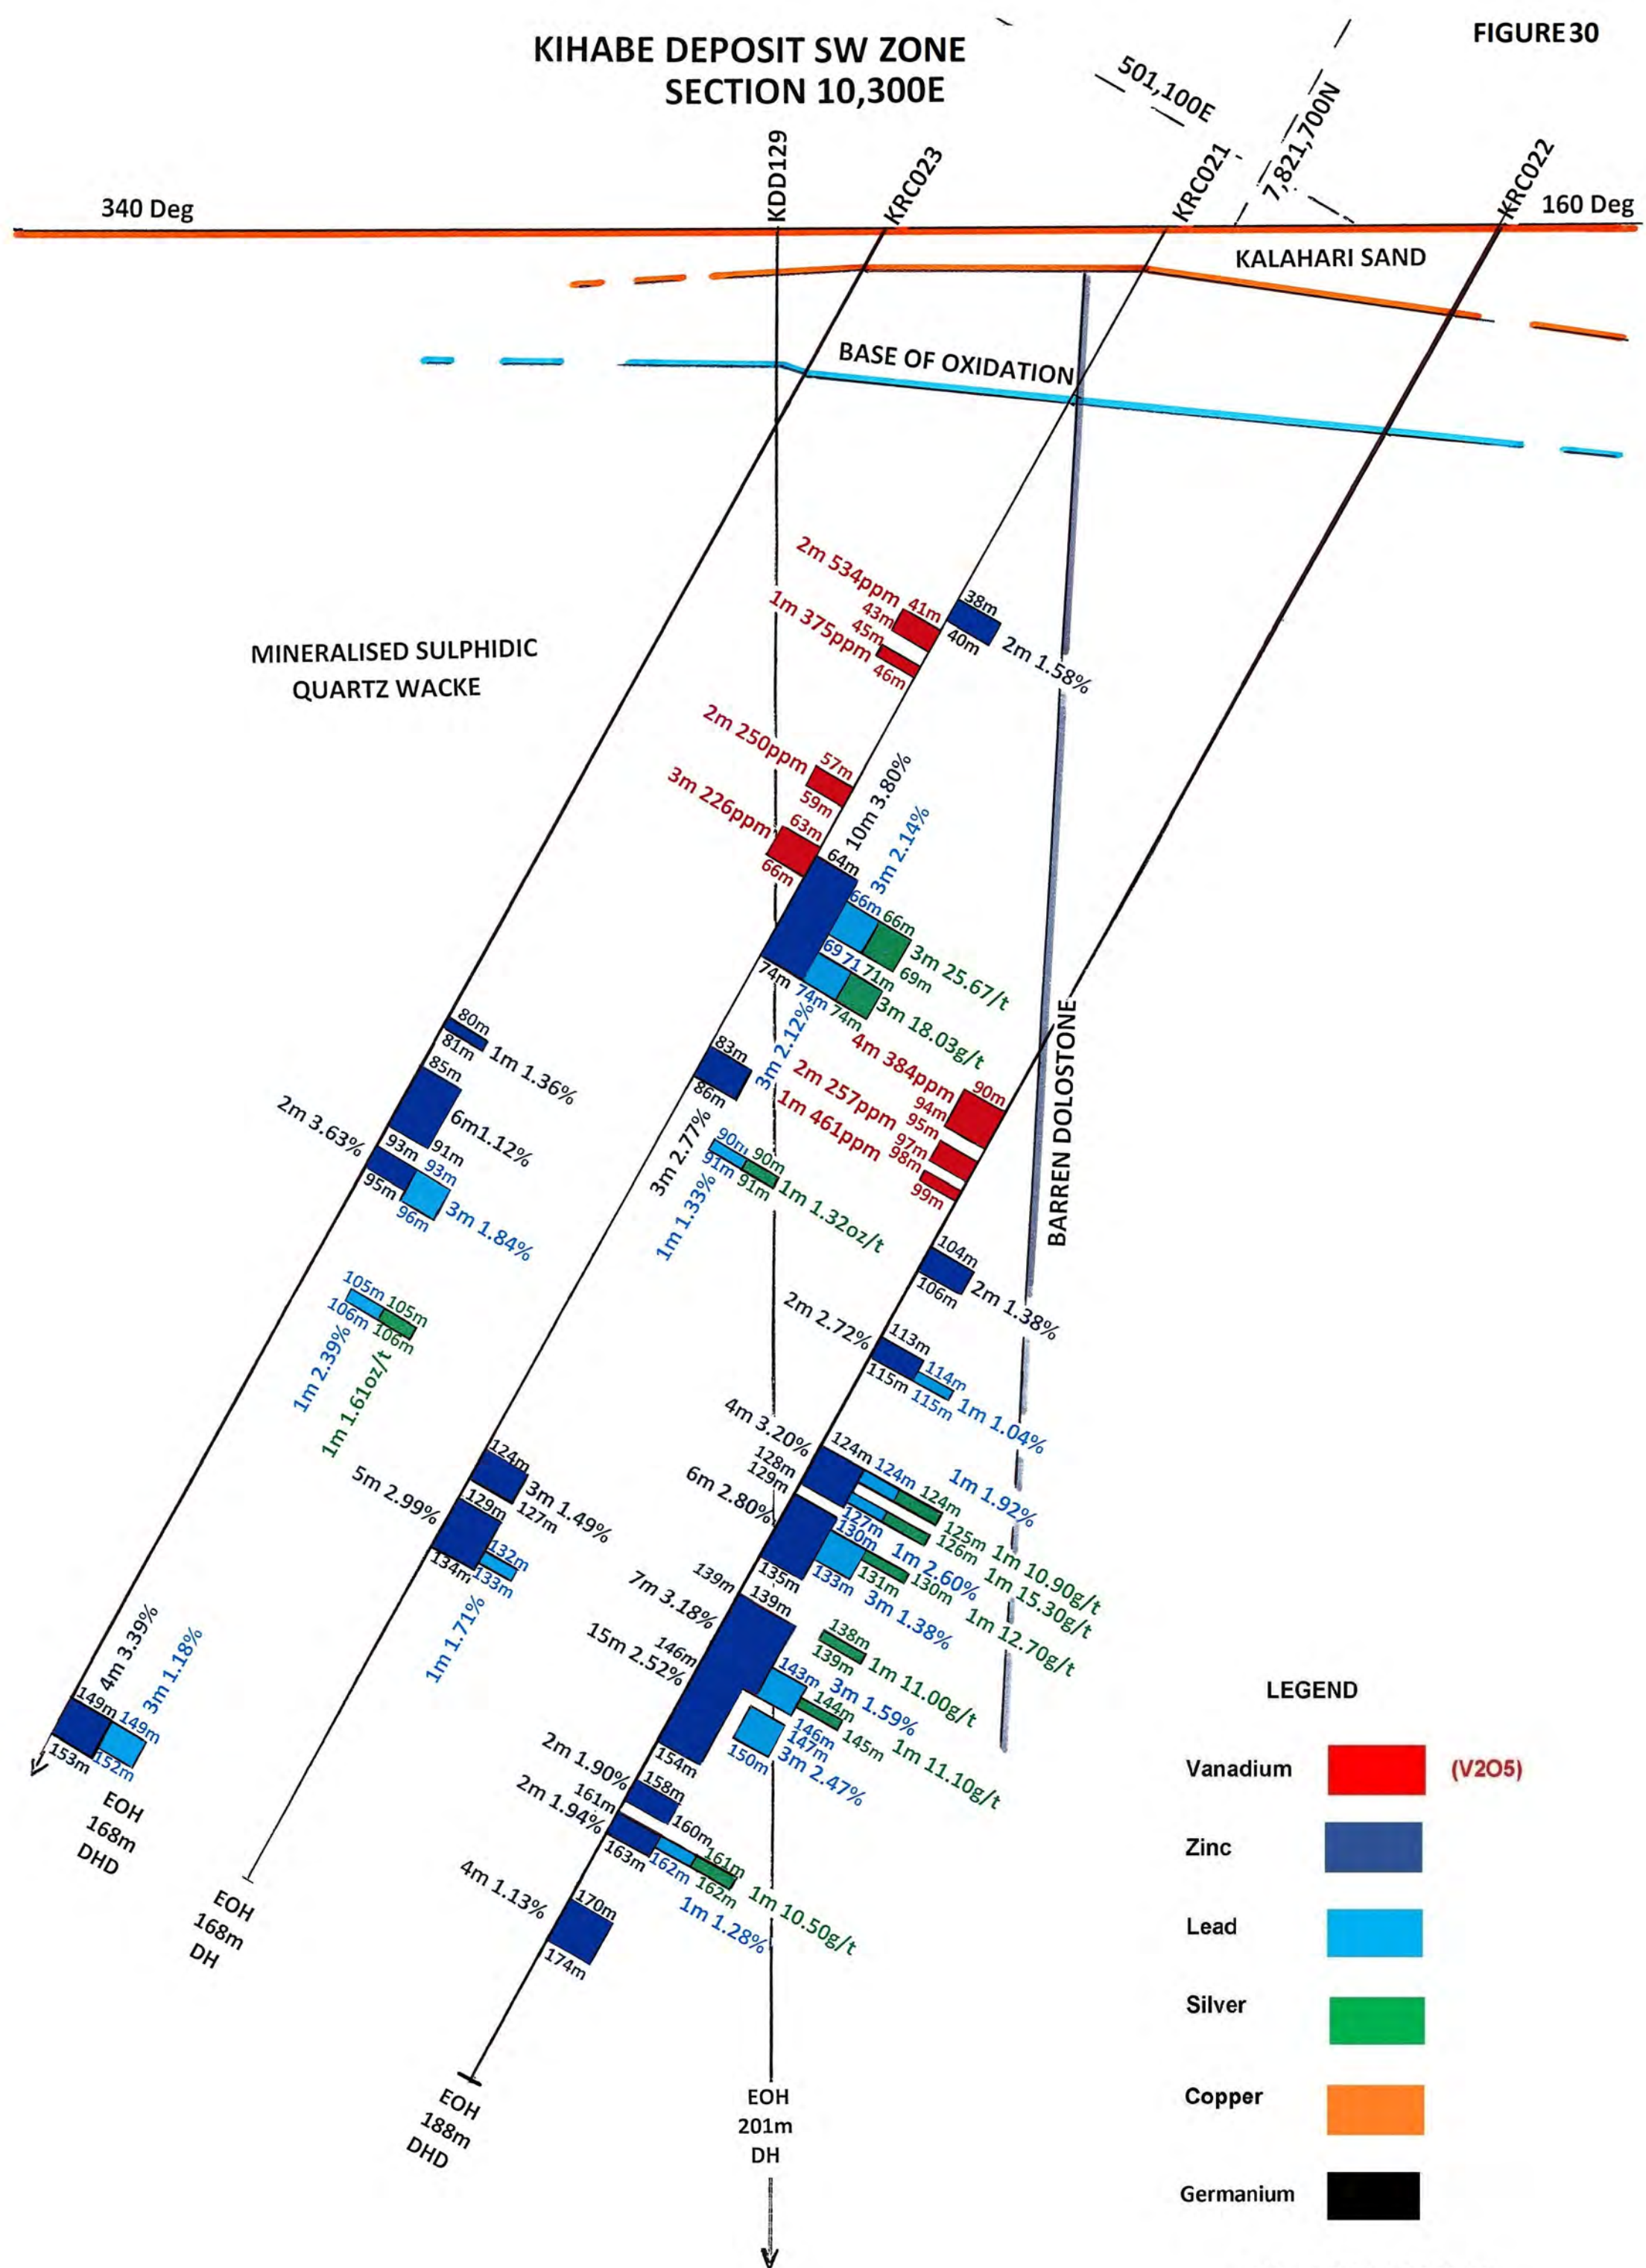 FIGURE 30
KIHABE DEPOSIT SW ZONE
SECTION 10,300E
501,100E
7,821,700N
KDD129
KRC023
KRC021
KRC022
340 Deg
160 Deg
KALAHARI SAND
BASE OF OXIDATION
MINERALISED SULPHIDIC
QUARTZ WACKE
BARREN DOLOSTONE
80m
81m
1m 1.36%
85m
91m
6m1.12%
2m 3.63%
93m
95m
93m
96m
3m 1.84%
105m
106m
105m
106m
1m 2.39%
1m 1.61oz/t
4m 3.39%
3m 1.18%
149m
149m
153m
152m
EOH
168m
DHD
2m 534ppm
41m
43m
1m 375ppm
45m
46m
38m
40m
2m 1.58%
2m 250ppm
57m
59m
3m 226ppm
63m
66m
10m 3.80%
64m
74m
3m 2.14%
66m
66m
69
71
71m
69m
3m 25.67/t
74m
74m
3m 18.03g/t
3m 2.12%
83m
86m
3m 2.77%
90m
90m
91m
91m
1m 1.33%
1m 1.32oz/t
124m
127m
3m 1.49%
5m 2.99%
129m
134m
132m
133m
1m 1.71%
EOH
168m
DH
4m 384ppm
90m
94m
2m 257ppm
95m
97m
1m 461ppm
98m
99m
104m
106m
2m 1.38%
2m 2.72%
113m
115m
114m
115m
1m 1.04%
4m 3.20%
124m
128m
124m
124m
1m 1.92%
125m
1m 10.90g/t
126m
1m 15.30g/t
127m
1m 2.60%
129m
6m 2.80%
135m
130m
133m
3m 1.38%
131m
130m
1m 12.70g/t
139m
7m 3.18%
139m
146m
15m 2.52%
154m
138m
139m
1m 11.00g/t
143m
3m 1.59%
144m
145m
1m 11.10g/t
146m
147m
150m
3m 2.47%
2m 1.90%
158m
160m
161m
2m 1.94%
163m
162m
161m
162m
1m 10.50g/t
1m 1.28%
4m 1.13%
170m
174m
EOH
188m
DHD
EOH
201m
DH
LEGEND
Vanadium
(V2O5)
Zinc
Lead
Silver
Copper
Germanium